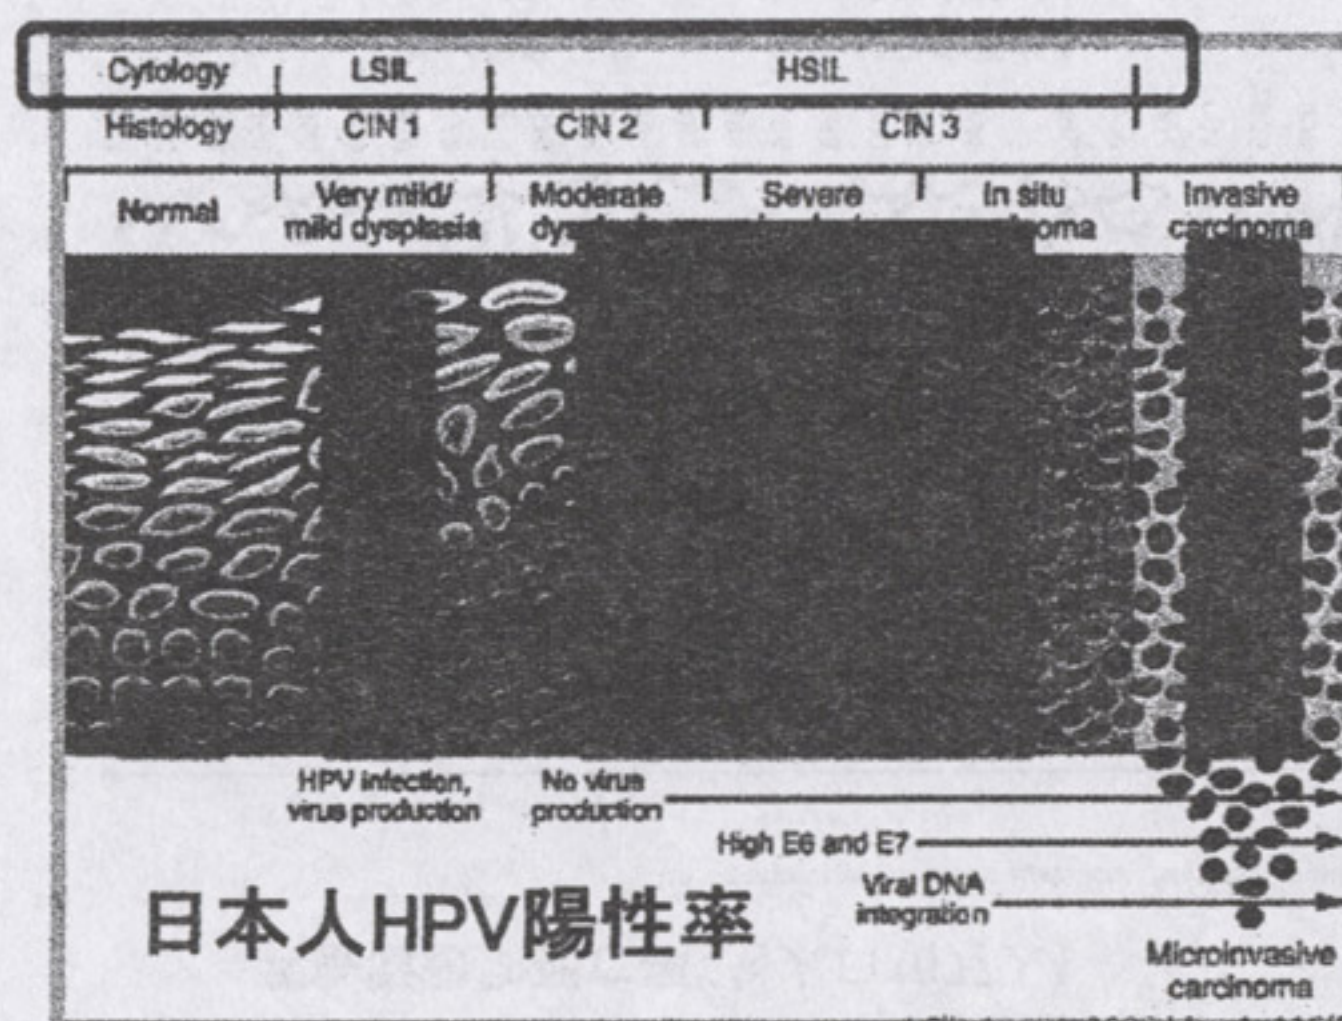 Cytology LSIL HSIL
Histology CIN 1 CIN 2 CIN 3
Normal
Very mild/
mild dysplasia
Moderate
Severe
In situ
Invasive
carcinoma
HPV infection,
virus production
No virus
production
High E6 and E7
Viral DNA
integration
日本人HPV陽性率
Microinvasive
carcinoma